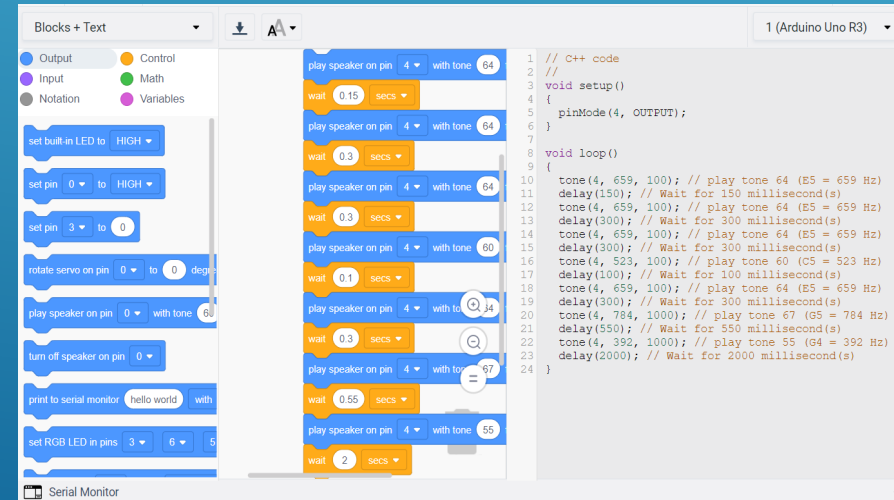 Blocks + Text
1 (Arduino Uno R3)
Output
Control
Input
Math
Notation
Variables
set built-in LED to HIGH
set pin 0 to HIGH
set pin 3 to 0
rotate servo on pin 0 to 0
play speaker on pin 0 with tone
turn off speaker on pin 0
print to serial monitor hello world with
set RGB LED in pins 3 6 5
play speaker on pin 4 with tone 64
wait 0.15 secs
play speaker on pin 4 with tone 64
wait 0.3 secs
play speaker on pin 4 with tone 64
wait 0.3 secs
play speaker on pin 4 with tone 60
wait 0.1 secs
play speaker on pin 4 with
wait 0.3 secs
play speaker on pin 4 with tone 67
wait 0.55 secs
play speaker on pin 4 with tone 55
wait 2 secs
1 // C++ code
2 //
3 void setup()
4 {
5 pinMode(4, OUTPUT);
6 }
7
8 void loop()
9 {
10 tone(4, 659, 100); // play tone 64 (E5 = 659 Hz)
11 delay(150); // Wait for 150 millisecond(s)
12 tone(4, 659, 100); // play tone 64 (E5 = 659 Hz)
13 delay(300); // Wait for 300 millisecond(s)
14 tone(4, 659, 100); // play tone 64 (E5 = 659 Hz)
15 delay(300); // Wait for 300 millisecond(s)
16 tone(4, 523, 100); // play tone 60 (C5 = 523 Hz)
17 delay(100); // Wait for 100 millisecond(s)
18 tone(4, 659, 100); // play tone 64 (E5 = 659 Hz)
19 delay(300); // Wait for 300 millisecond(s)
20 tone(4, 784, 1000); // play tone 67 (G5 = 784 Hz)
21 delay(550); // Wait for 550 millisecond(s)
22 tone(4, 392, 1000); // play tone 55 (G4 = 392 Hz)
23 delay(2000); // Wait for 2000 millisecond(s)
24 }
Serial Monitor